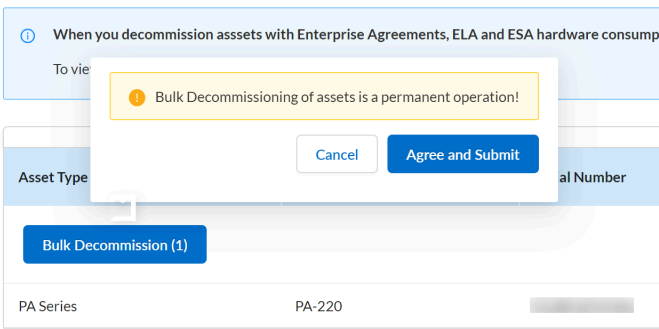 When you decommission asssets with Enterprise Agreements, ELA and ESA hardware consump
To vie
Bulk Decommissioning of assets is a permanent operation!
Cancel
Agree and Submit
Asset Type
al Number
Bulk Decommission (1)
PA Series
PA-220